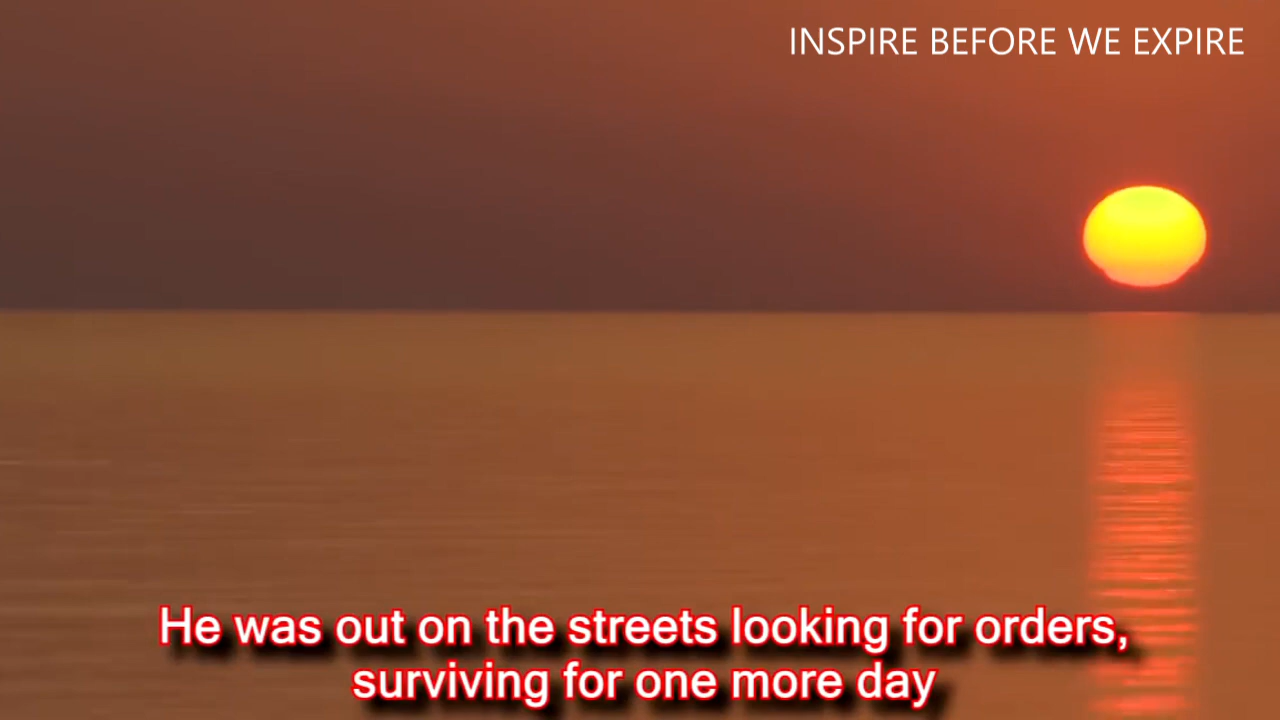 INSPIRE BEFORE WE EXPIRE
He was out on the streets looking for orders,
surviving for one more day